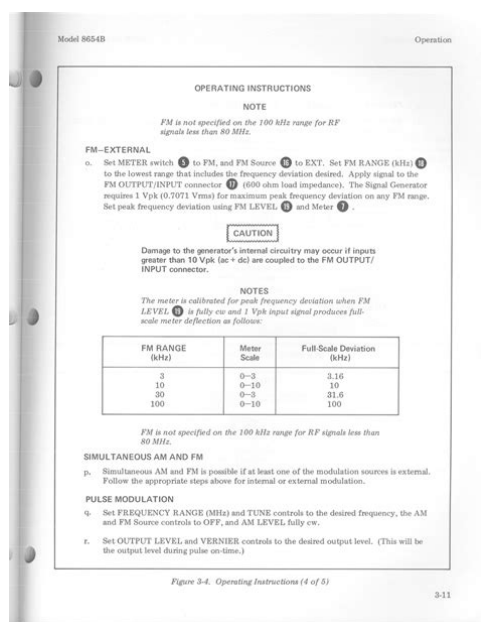 Model 8654B
Operation
OPERATING INSTRUCTIONS
NOTE
FM is not specified on the 100 kHz range for RF
signals less than 80 MHz.
FM–EXTERNAL
o. Set METER switch 5 to FM, and FM Source to EXT. Set FM RANGE (kHz)
to the lowest range that includes the frequency deviation desired. Apply signal to the
FM OUTPUT/INPUT connector 17 (600 ohm load impedance). The Signal Generator
requires 1 Vpk (0.7071 Vrms) for maximum peak frequency deviation on any FM range.
Set peak frequency deviation using FM LEVEL and Meter 7 .
CAUTION
Damage to the generator's internal circuitry may occur if inputs
greater than 10 Vpk (ac + dc) are coupled to the FM OUTPUT/
INPUT connector.
NOTES
The meter is calibrated for peak frequency deviation when FM
LEVEL is fully cw and 1 Vpk input signal produces full-
scale meter deflection as follows:
FM RANGE Meter Full-Scale Deviation
(kHz) Scale (kHz)
3 0–3 3.16
10 0–10 10
30 0–3 31.6
100 0–10 100
FM is not specified on the 100 kHz range for RF signals less than
80 MHz.
SIMULTANEOUS AM AND FM
p. Simultaneous AM and FM is possible if at least one of the modulation sources is external.
Follow the appropriate steps above for internal or external modulation.
PULSE MODULATION
q. Set FREQUENCY RANGE (MHz) and TUNE controls to the desired frequency, the AM
and FM Source controls to OFF, and AM LEVEL fully cw.
r. Set OUTPUT LEVEL and VERNIER controls to the desired output level. (This will be
the output level during pulse on-time.)
Figure 3-4. Operating Instructions (4 of 5)
3-11